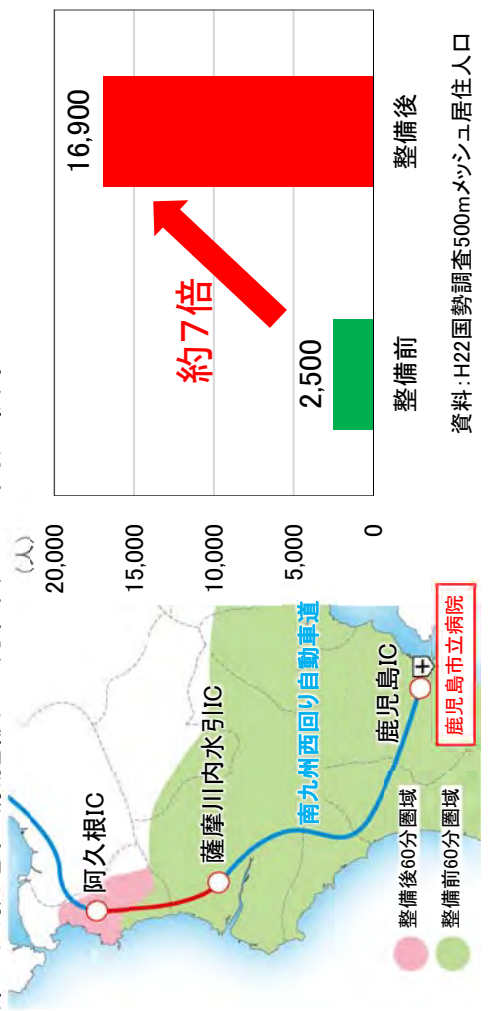 (人)
20,000
15,000
10,000
5,000
0
16,900
約7倍
2,500
整備前
整備後
資料:H22国勢調査500mメッシュ居住人口
阿久根IC
薩摩川内水引IC
南九州西回り自動車道
鹿児島IC
鹿児島市立病院
整備後60分圏域
整備前60分圏域